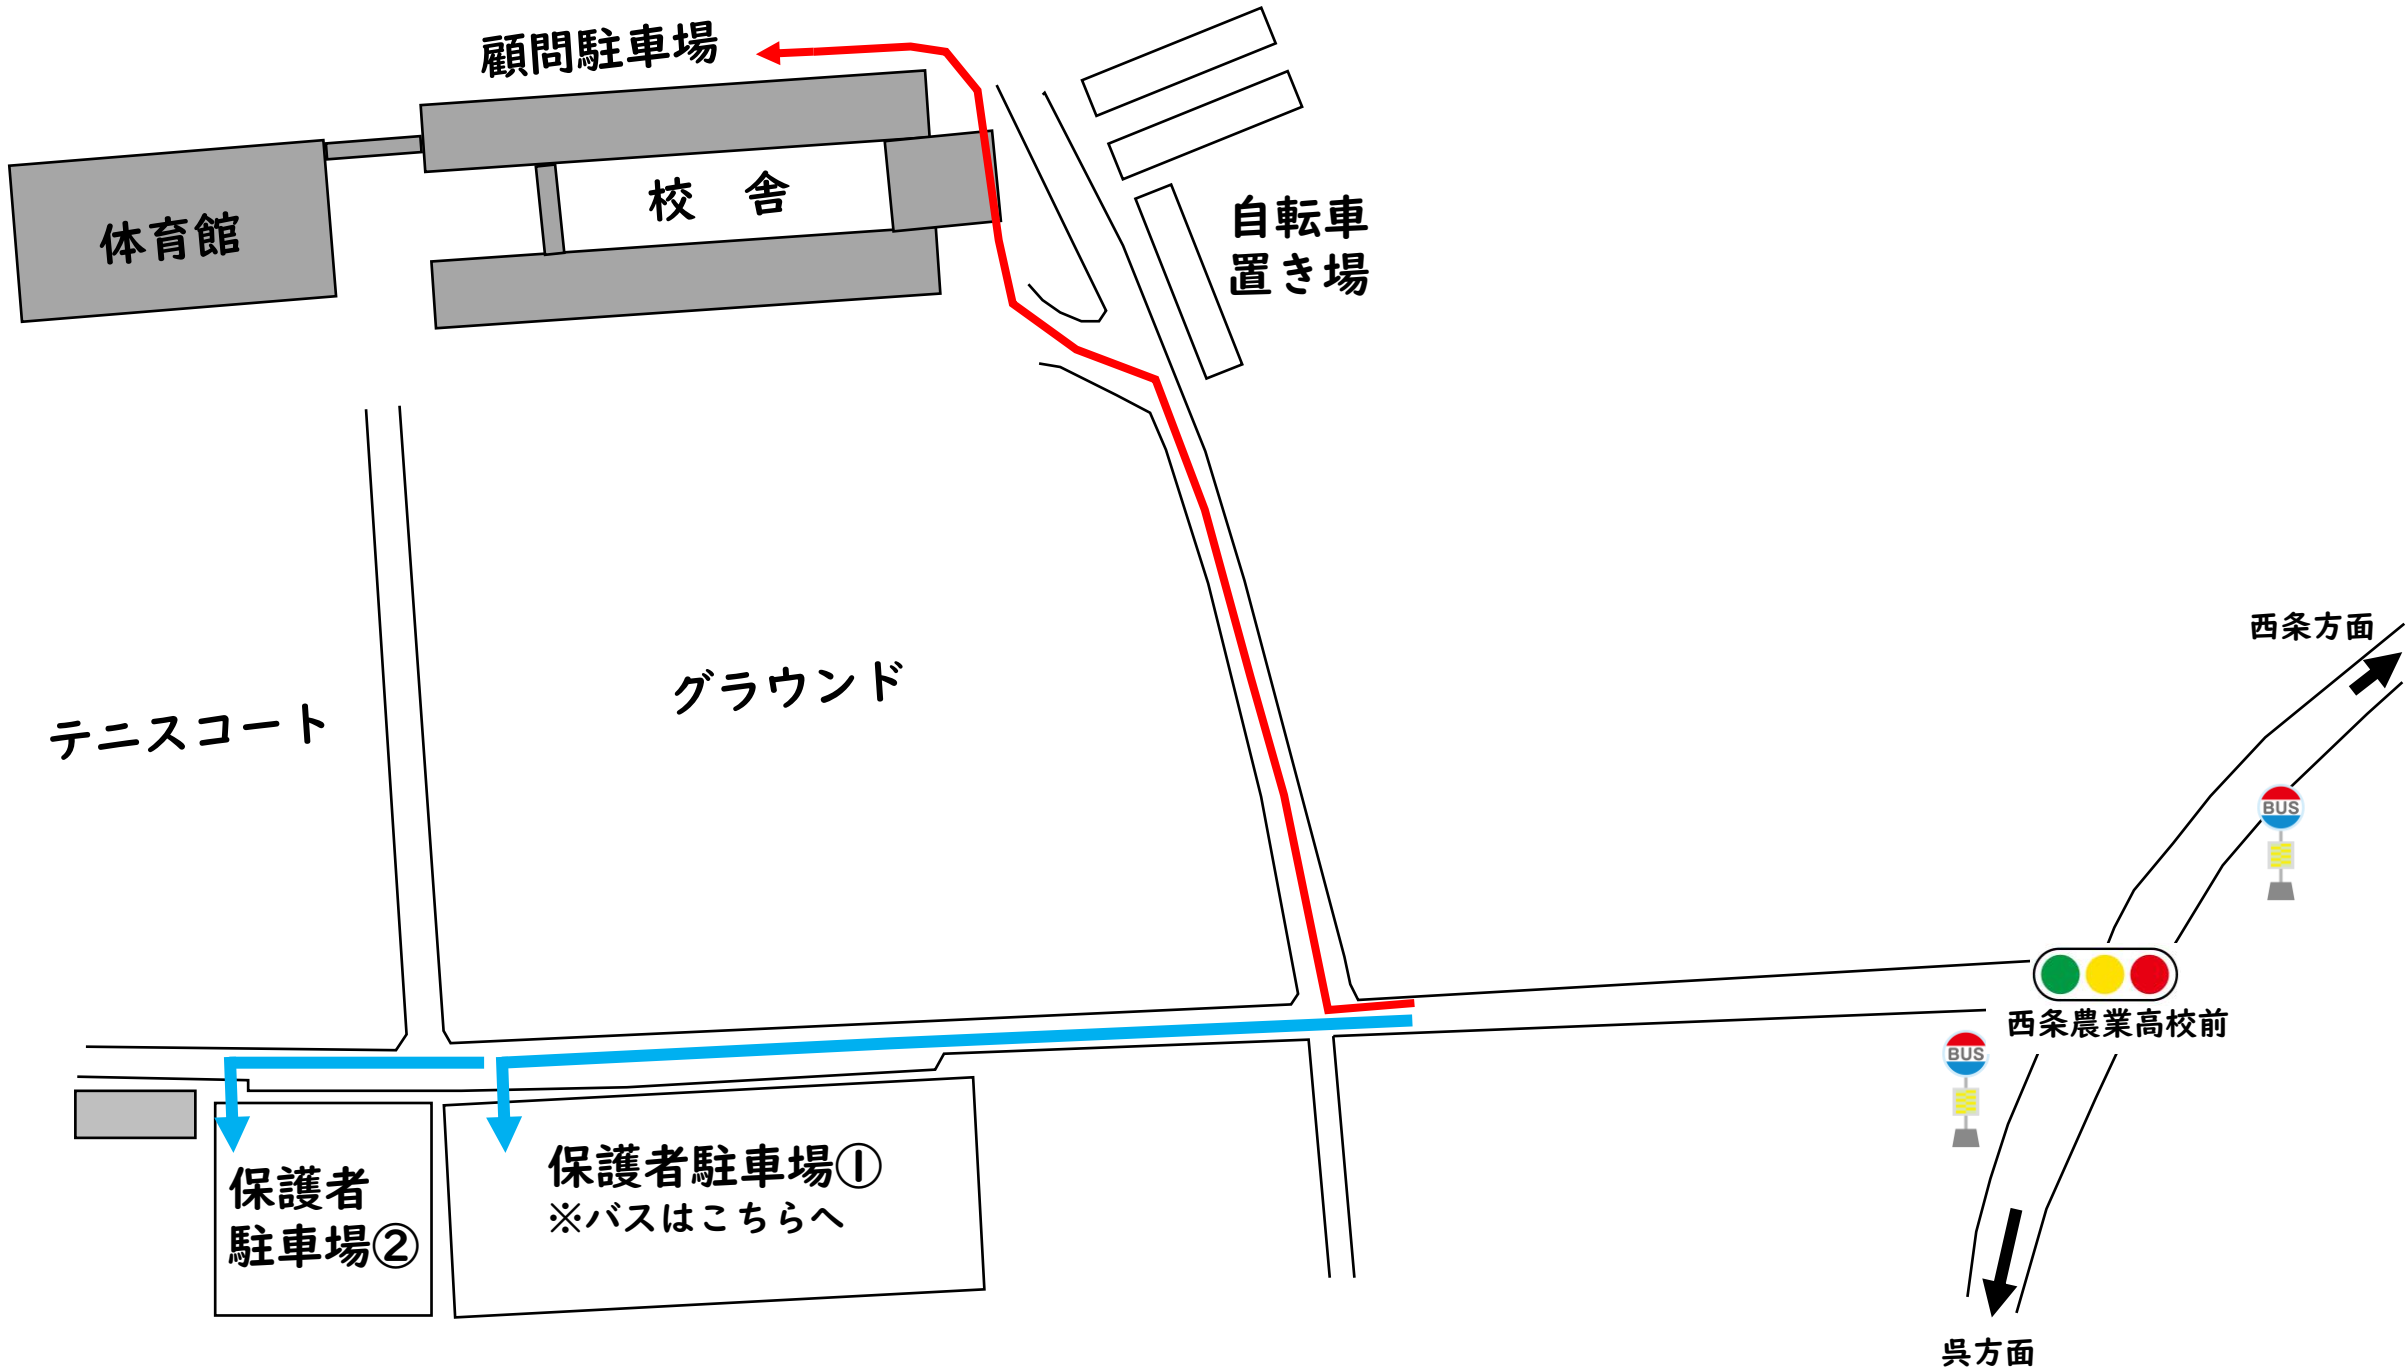 顧問駐車場
校　舎
体育館
自転車
置き場
西条方面
グラウンド
テニスコート
BUS
西条農業高校前
BUS
保護者駐車場①
※バスはこちらへ
保護者
駐車場②
呉方面